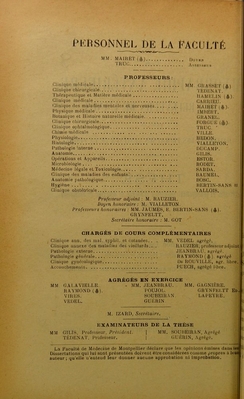 PERSONNEL DE LA FACULTÉ
MM. MAIRET (✠) Doyen
TRUC Assesseur
PROFESSEURS
Clinique médicale MM. GRASSET (✠)
Clinique chirurgicale TÉDENAT.
Thérapeutique et Matière médicale HAMELIN (✠)
Clinique médicale CARRIEU.
Clinique des maladies mentales et nerveuses MAIRET (✠).
Physique médicale IMBERT.
Botanique et Histoire naturelle médicale GRANEL.
Clinique chirurgicale FORGUE (✠)
Clinique ophtalmologique TRUC.
Chimie médicale VILLE.
Physiologie HEDON.
Histologie VIALLETON.
Pathologie interne DUCAMP.
Anatomie GILIS.
Opérations et Appareils ESTOR.
Microbiologie RODET.
Médecine légale et Toxicologie SARDA.
Clinique des maladies des enfants BAUMEL.
Anatomie pathologique BOSC.
Hygiène BERTIN-SANS H
Clinique obstétricale VALLOIS.
Professeur adjoint : M. RAUZIER.
Doyen honoraire : M. VIALLETON
Professeurs honoraires : MM. JAUMES, E. BERTIN-SANS (✠),
GRYNFELTT.
Secrétaire honoraire : M. GOT
CHARGÉS DE COURS COMPLÉMENTAIRES
Clinique ann. des mal. syphil. et cutanées MM. VEDEL, agrégé.
Clinique annexe des maladies des vieillards RAUZIER, professeur adjoint
Pathologie externe JEANBRAU, agrégé
Pathologie générale RAYMOND (✠) agrégé
Clinique gynécologique de ROUVILLE, agr. libre.
Accouchements PUECH, agrégé libre.
AGRÉGÉS EN EXERCICE
MM. GALAVIELLE. MM. JEANBRAU. MM. GAGNIÈRE.
RAYMOND (✠) POUJOL GRYNFELTT
VIRES. SOUBEIRAN LAPEYRE.
VEDEL. GUÉRIN
M. IZARD, Secrétaire.
EXAMINATEURS DE LA THÈSE
MM. GILIS, Professeur, Président. MM. SOUBEIRAN, Agrégé
TÉDENAT, Professeur. GUÉRIN, Agrégé.
La Faculté de Médecine de Montpellier déclare que les opinions émises dans les
Dissertations qui lui sont présentées doivent être considérées comme propres à leur
auteur ; qu'elle n'entend leur donner aucune approbation ni improbation.